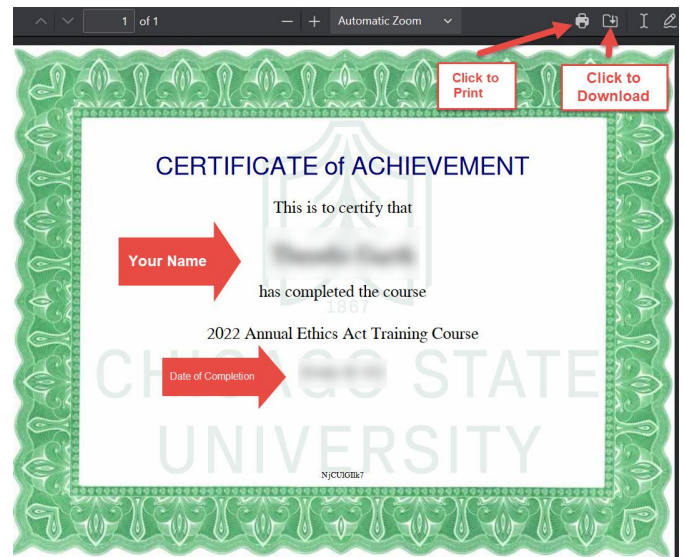 1 of 1 — + Automatic Zoom
Click to
Print
Click to
Download
CERTIFICATE of ACHIEVEMENT
This is to certify that
Your Name
has completed the course
1867
2022 Annual Ethics Act Training Course
Date of Completion
CHICAGO STATE
UNIVERSITY